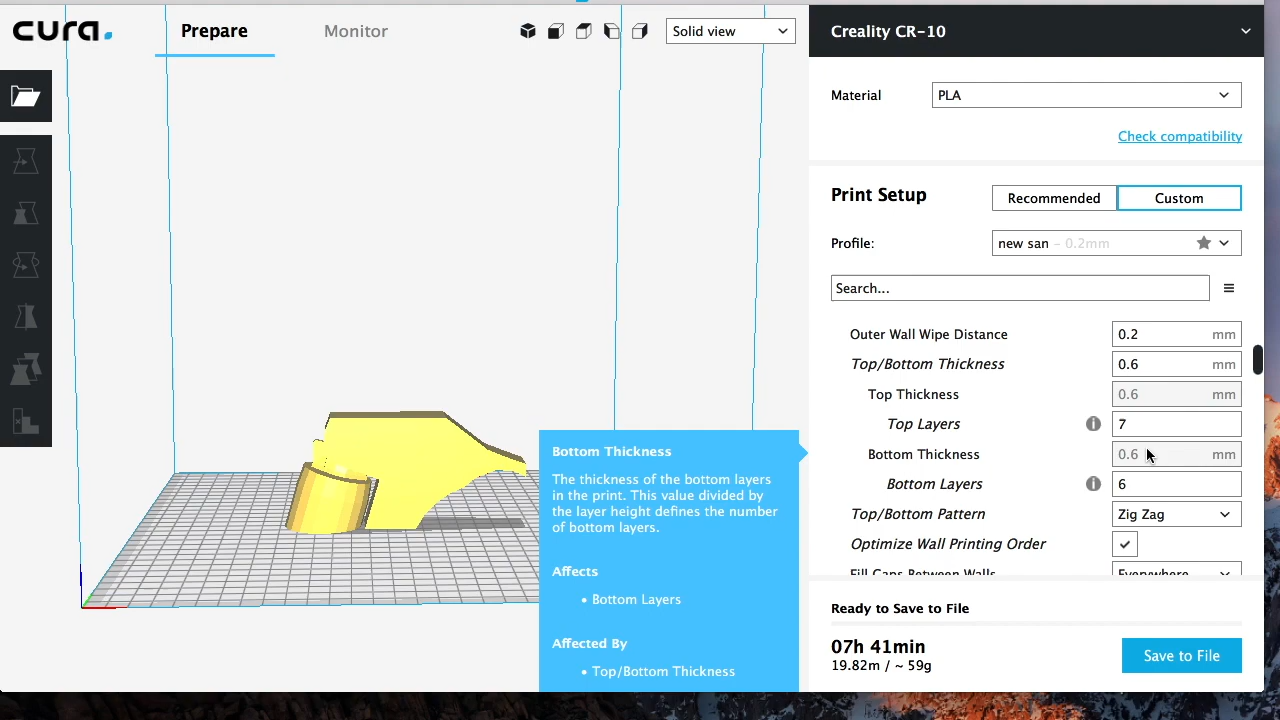 cura.
Prepare
Monitor
Solid view
Creality CR-10
Material
PLA
Check compatibility
Print Setup
Recommended
Custom
Profile:
new san - 0.2mm
Search...
Outer Wall Wipe Distance
0.2 mm
Top/Bottom Thickness
0.6 mm
Top Thickness
0.6 mm
Top Layers
7
Bottom Thickness
0.6 mm
Bottom Layers
6
Top/Bottom Pattern
Zig Zag
Optimize Wall Printing Order
Fill Gaps Between Walls
Everywhere
Bottom Thickness
The thickness of the bottom layers
in the print. This value divided by
the layer height defines the number
of bottom layers.
Affects
• Bottom Layers
Affected By
• Top/Bottom Thickness
Ready to Save to File
07h 41min
19.82m / ~ 59g
Save to File